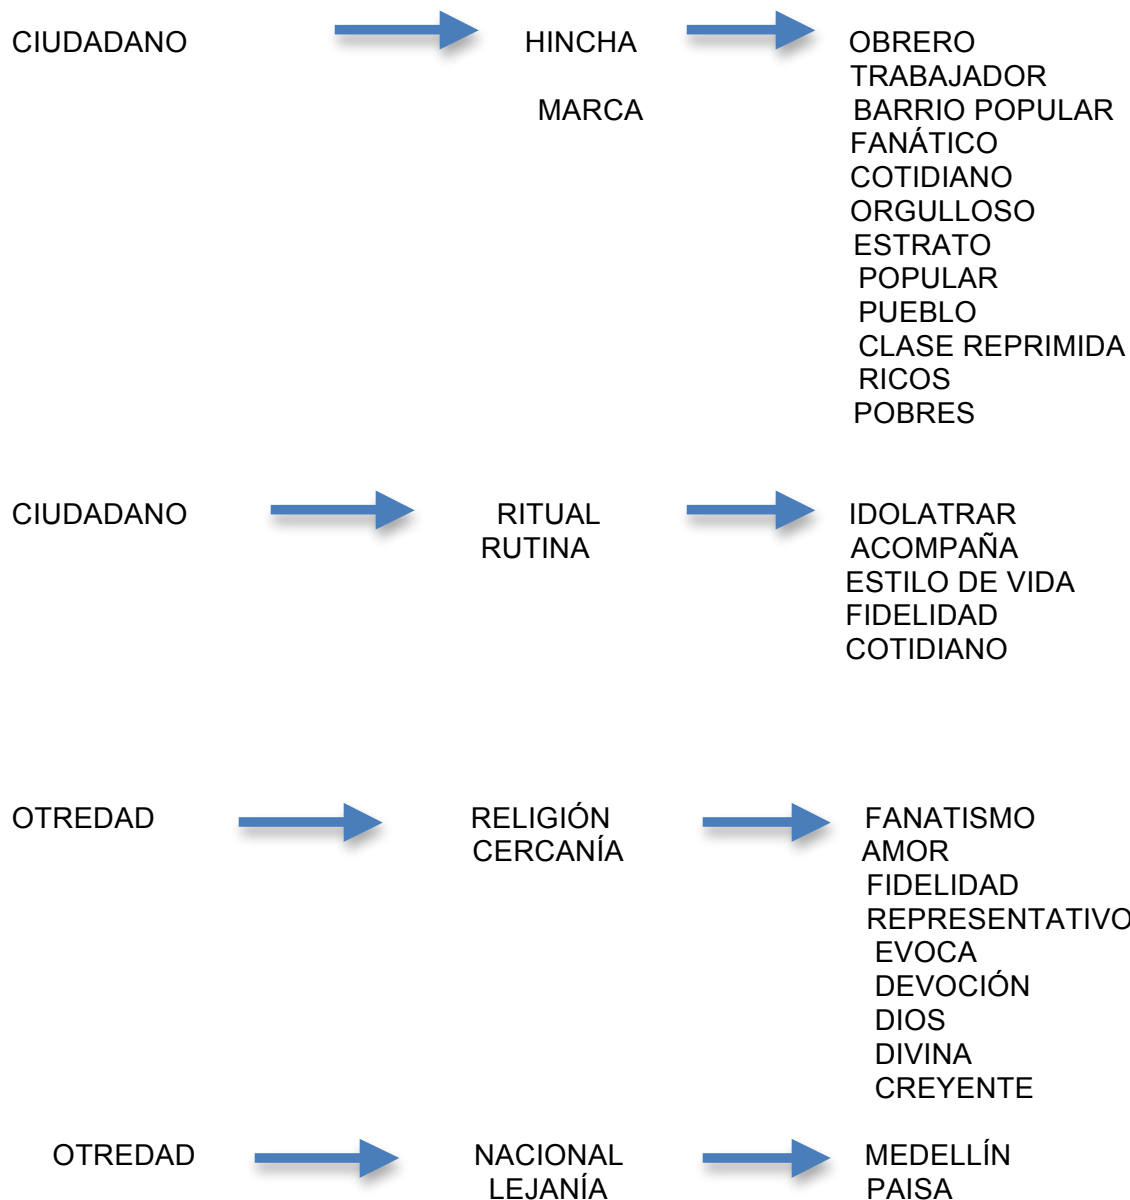 CIUDADANO HINCHA OBRERO
TRABAJADOR
MARCA BARRIO POPULAR
FANÁTICO
COTIDIANO
ORGULLOSO
ESTRATO
POPULAR
PUEBLO
CLASE REPRIMIDA
RICOS
POBRES
CIUDADANO RITUAL IDOLATRAR
RUTINA ACOMPAÑA
ESTILO DE VIDA
FIDELIDAD
COTIDIANO
OTREDAD RELIGIÓN FANATISMO
CERCANÍA AMOR
FIDELIDAD
REPRESENTATIVO
EVOCA
DEVOCIÓN
DIOS
DIVINA
CREYENTE
OTREDAD NACIONAL MEDELLÍN
LEJANÍA PAISA